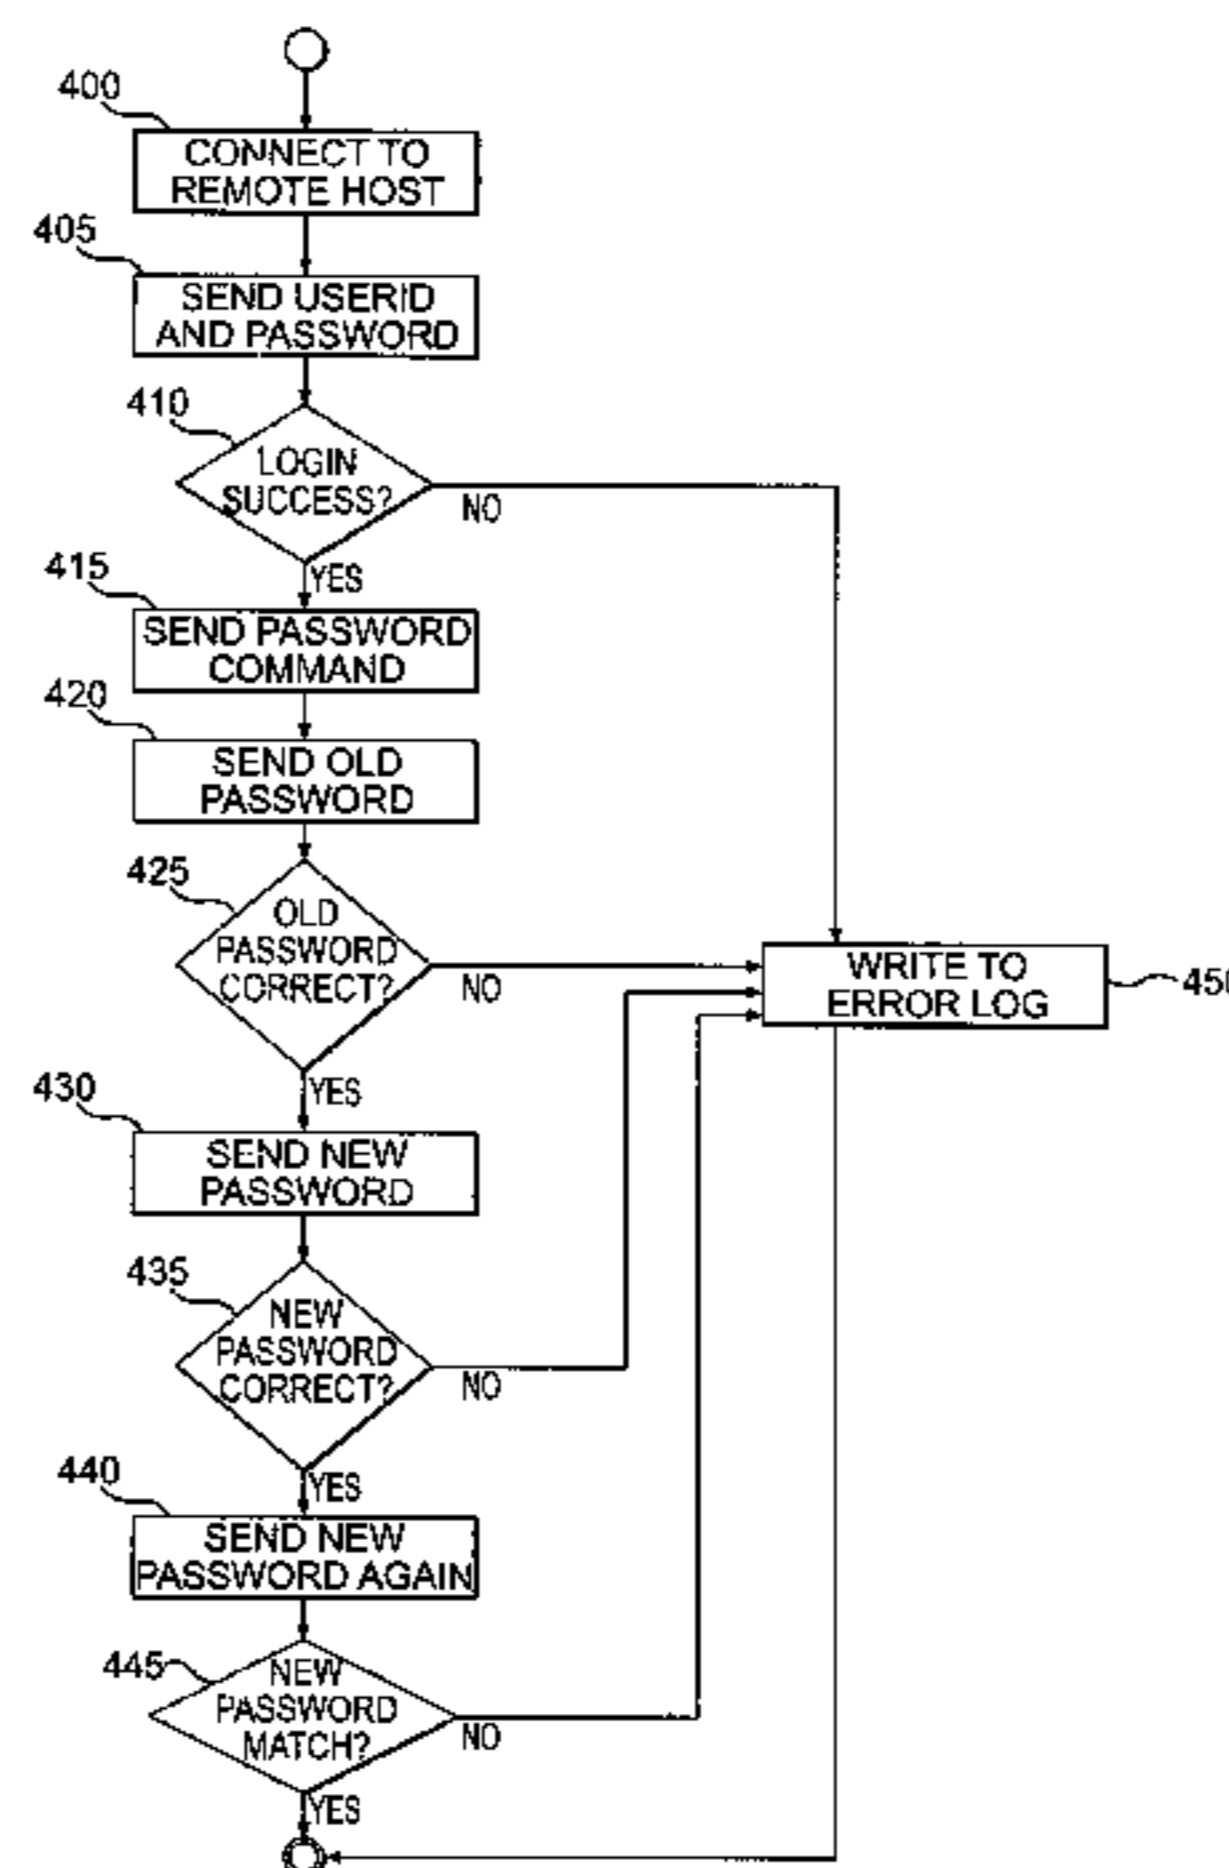 400
CONNECT TO
REMOTE HOST
405
SEND USERID
AND PASSWORD
410
LOGIN
SUCCESS?
NO
YES
415
SEND PASSWORD
COMMAND
420
SEND OLD
PASSWORD
425
OLD
PASSWORD
CORRECT?
NO
WRITE TO
ERROR LOG
450
YES
430
SEND NEW
PASSWORD
435
NEW
PASSWORD
CORRECT?
NO
YES
440
SEND NEW
PASSWORD AGAIN
445
NEW
PASSWORD
MATCH?
NO
YES